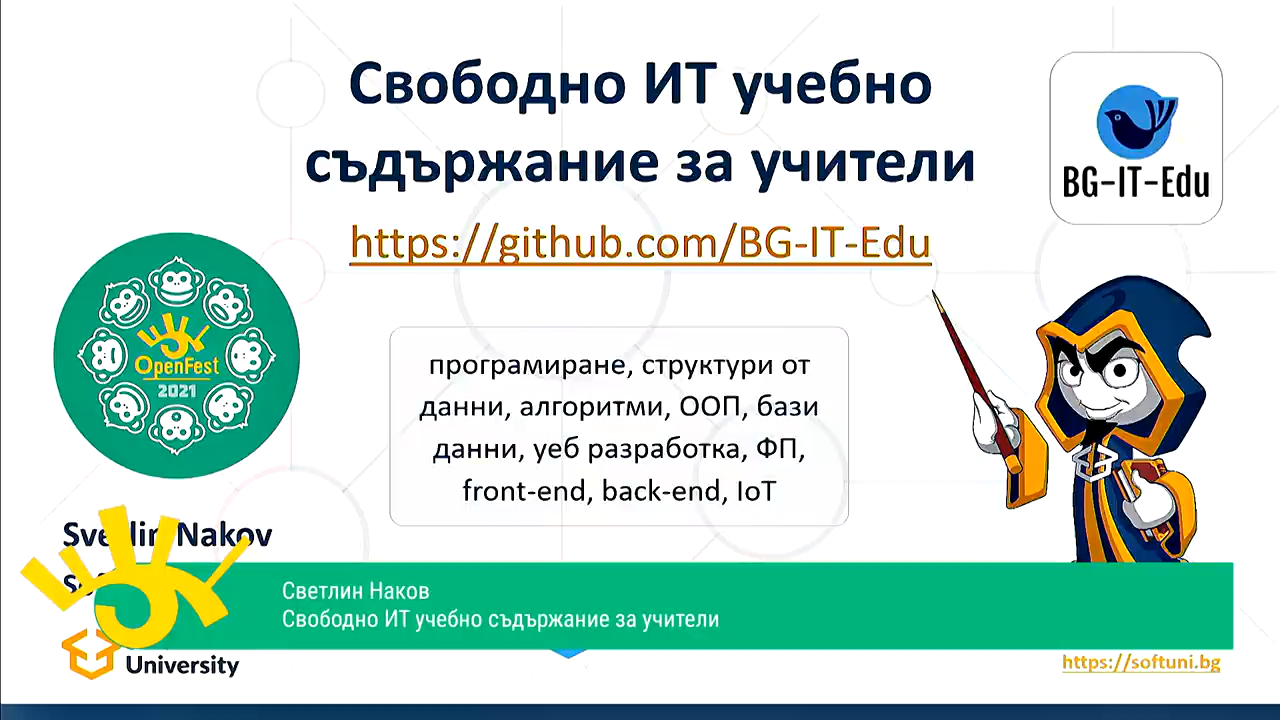 Свободно ИТ учебно
съдържание за учители
https://github.com/BG-IT-Edu
BG-IT-Edu
OpenFest
2021
програмиране, структури от
данни, алгоритми, ООП, бази
данни, уеб разработка, ФП,
front-end, back-end, IoT
Nakov
Светлин Наков
Свободно ИТ учебно съдържание за учители
University
https://softuni.bg